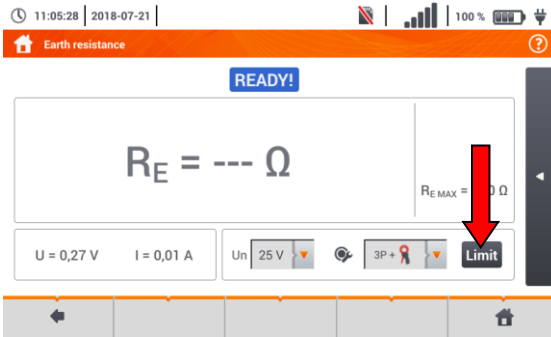 11:05:28 2018-07-21 100 %
Earth resistance
READY!
RE = --- Ω
RE MAX = 0 Ω
U = 0,27 V I = 0,01 A Un 25 V 3P + Limit